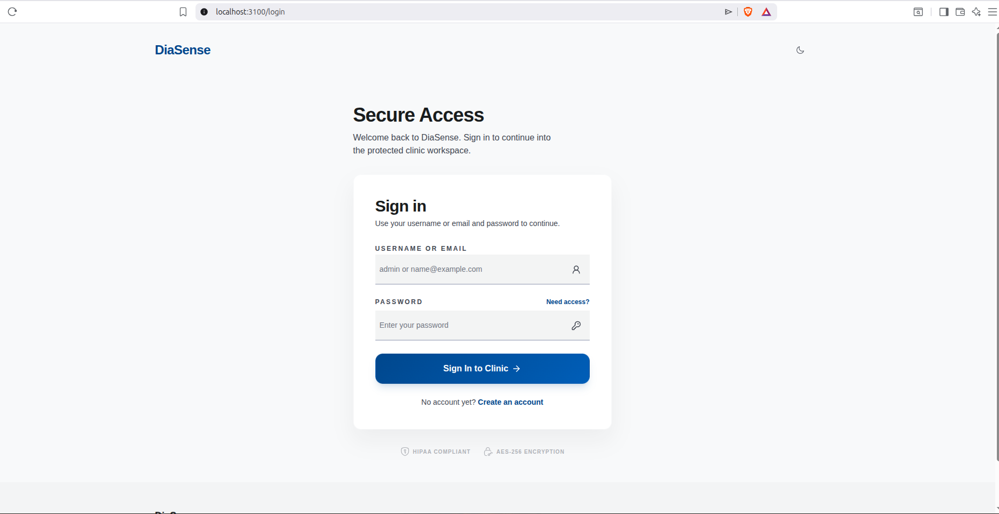 localhost:3100/login
DiaSense
Secure Access
Welcome back to DiaSense. Sign in to continue into
the protected clinic workspace.
Sign in
Use your username or email and password to continue.
USERNAME OR EMAIL
admin or name@example.com
PASSWORD Need access?
Enter your password
Sign In to Clinic →
No account yet? Create an account
HIPAA COMPLIANT AES-256 ENCRYPTION